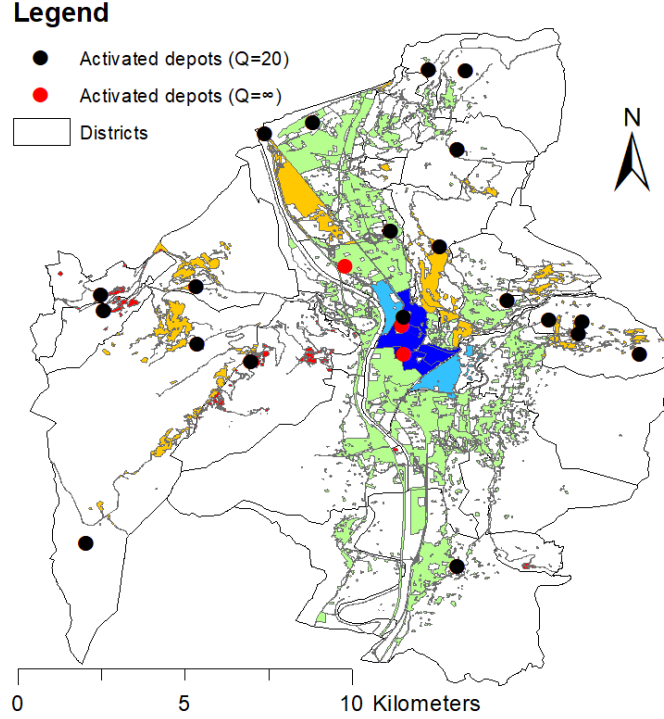 Legend
Activated depots (Q=20)
Activated depots (Q=∞)
Districts
N
0 5 10 Kilometers